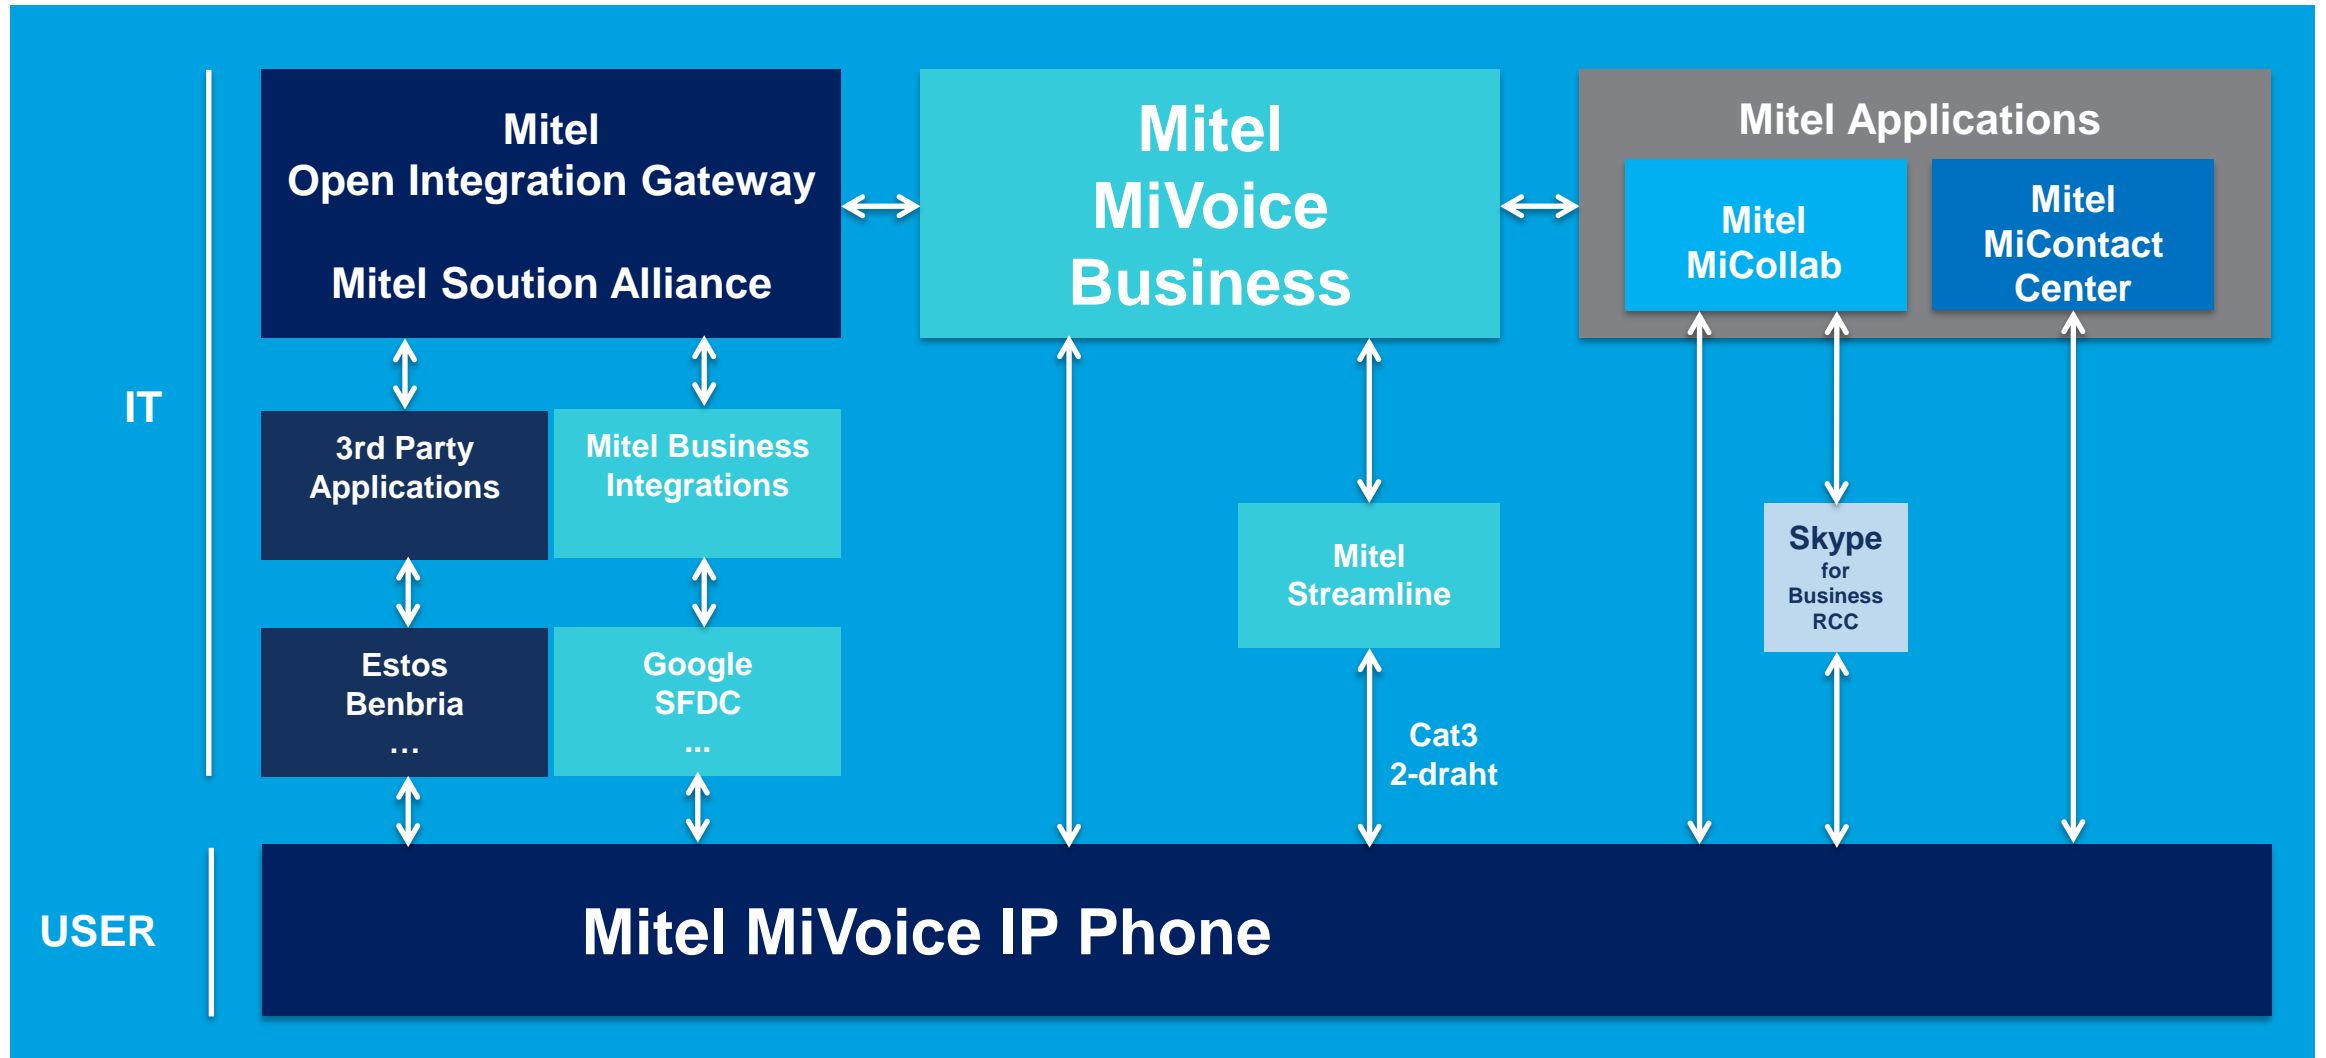 IT
Mitel
Open Integration Gateway
Mitel Soution Alliance
Mitel
MiVoice
Business
Mitel Applications
Mitel
MiCollab
Mitel
MiContact
Center
3rd Party
Applications
Mitel Business
Integrations
Estos
Benbria
…
Google
SFDC
...
Mitel
Streamline
Cat3
2-draht
Skype
for
Business
RCC
USER
Mitel MiVoice IP Phone